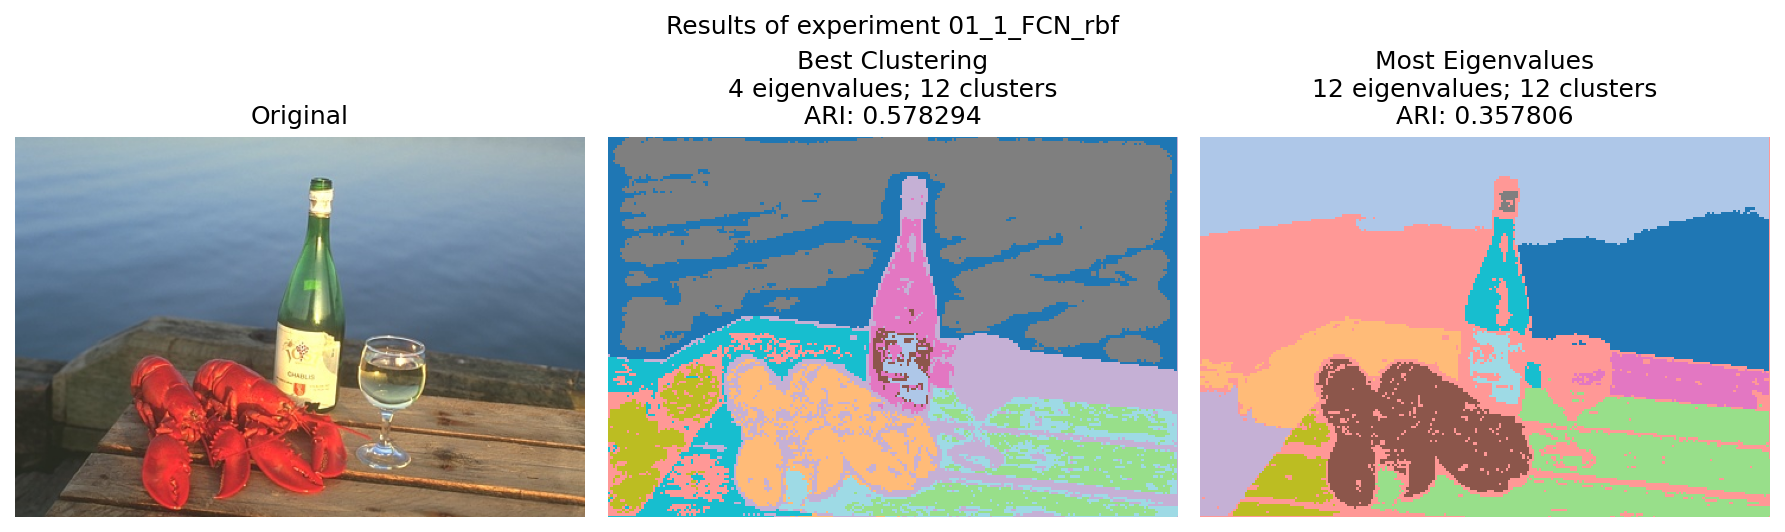 Results of experiment 01_1_FCN_rbf
Original
Best Clustering
4 eigenvalues; 12 clusters
ARI: 0.578294
Most Eigenvalues
12 eigenvalues; 12 clusters
ARI: 0.357806
CHABLIS